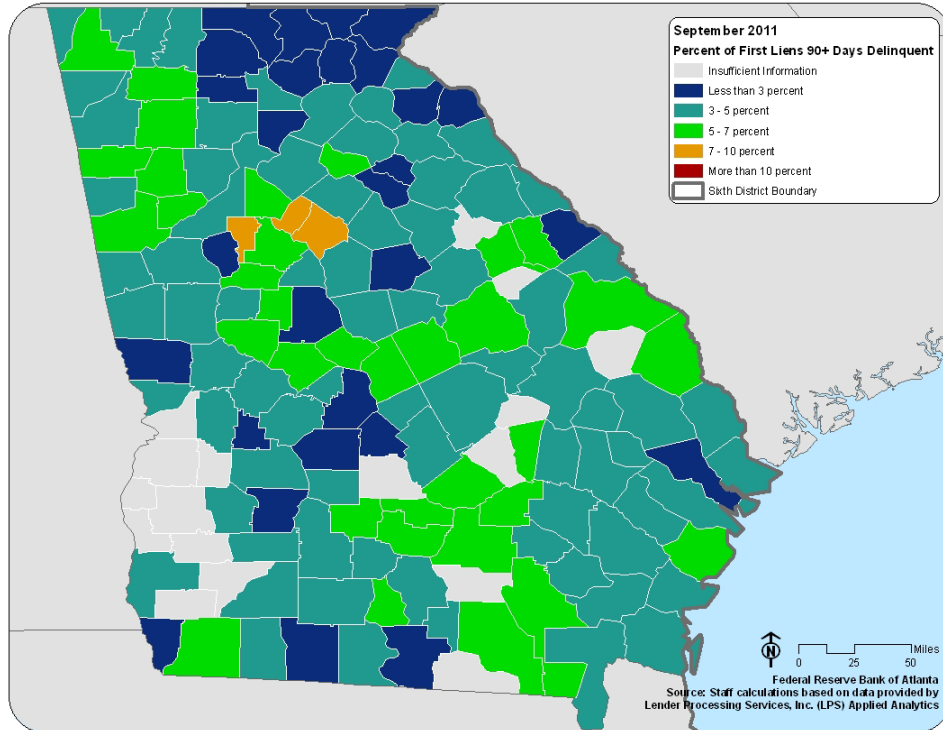 September 2011
Percent of First Liens 90+ Days Delinquent
Insufficient Information
Less than 3 percent
3 - 5 percent
5 - 7 percent
7 - 10 percent
More than 10 percent
Sixth District Boundary
N
Miles
0 25 50
Federal Reserve Bank of Atlanta
Source: Staff calculations based on data provided by
Lender Processing Services, Inc. (LPS) Applied Analytics